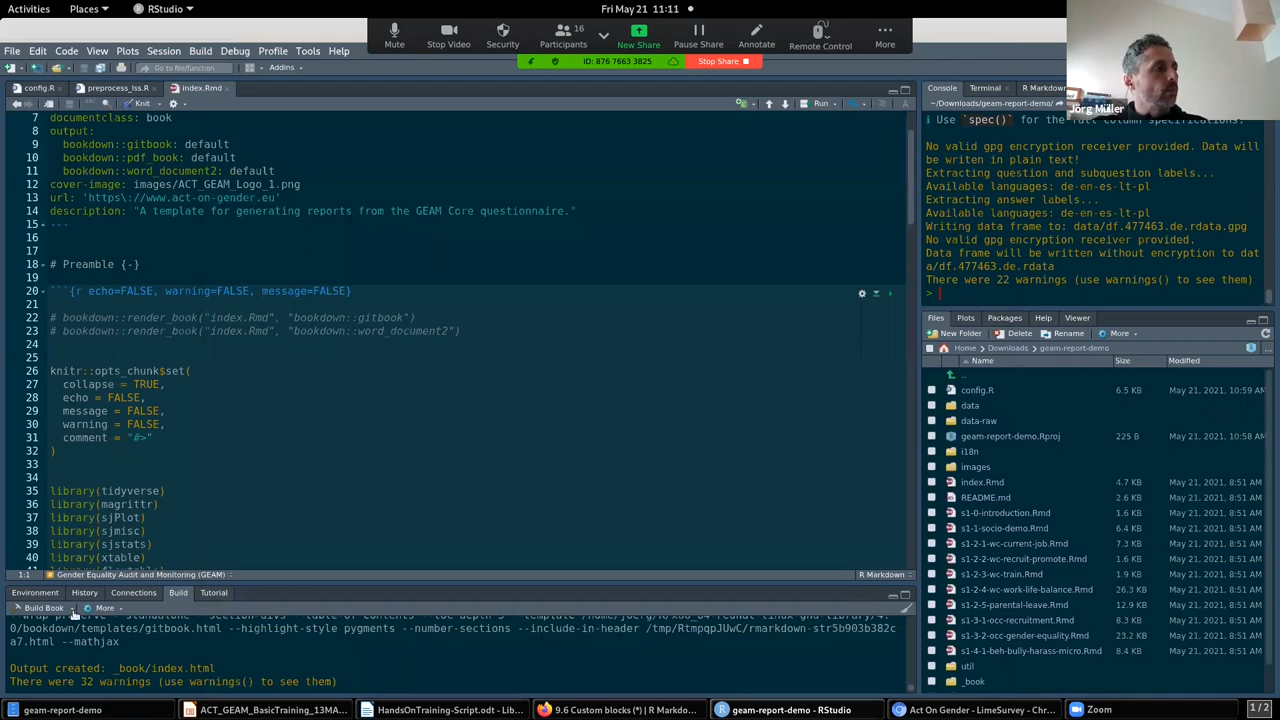 Activities Places RStudio Fri May 21 11:11
File Edit Code View Plots Session Build Debug Profile Tools Help
Mute Stop Video Security Participants 16 New Share Pause Share Annotate Remote Control More
ID: 876 7663 3825 Stop Share
Go to file/function Addins
config.R preprocess_lss.R index.Rmd
Knit Run
7 documentclass: book
8 output:
9 bookdown::gitbook: default
10 bookdown::pdf_book: default
11 bookdown::word_document2: default
12 cover-image: images/ACT_GEAM_Logo_1.png
13 url: 'https\://www.act-on-gender.eu'
14 description: "A template for generating reports from the GEAM Core questionnaire."
15 ---
16
17
18 # Preamble {-}
19
20 ```{r echo=FALSE, warning=FALSE, message=FALSE}
21
22 # bookdown::render_book("index.Rmd", "bookdown::gitbook")
23 # bookdown::render_book("index.Rmd", "bookdown::word_document2")
24
25
26 knitr::opts_chunk$set(
27 collapse = TRUE,
28 echo = FALSE,
29 message = FALSE,
30 warning = FALSE,
31 comment = "#>"
32 )
33
34
35 library(tidyverse)
36 library(magrittr)
37 library(sjPlot)
38 library(sjmisc)
39 library(sjstats)
40 library(xtable)
1:1 Gender Equality Audit and Monitoring (GEAM) R Markdown
Environment History Connections Build Tutorial
Build Book More
0/bookdown/templates/gitbook.html --highlight-style pygments --number-sections --include-in-header /tmp/RtmpqpJUwC/rmarkdown-str5b903b382c
a7.html --mathjax
Output created: _book/index.html
There were 32 warnings (use warnings() to see them)
Console Terminal R Markdown
~/Downloads/geam-report-demo/
Jörg Müller
Use `spec()` for the full column specifications.
No valid gpg encryption receiver provided. Data will
be writen in plain text!
Extracting question and subquestion labels...
Available languages: de-en-es-lt-pl
Extracting answer labels...
Available languages: de-en-es-lt-pl
Writing data frame to: data/df.477463.de.rdata.gpg
No valid gpg encryption receiver provided.
Data frame will be written without encryption to dat
a/df.477463.de.rdata
There were 22 warnings (use warnings() to see them)
>
Files Plots Packages Help Viewer
New Folder Delete Rename More
Home Downloads geam-report-demo
Name Size Modified
..
config.R 6.5 KB May 21, 2021, 10:59 AM
data
data-raw
geam-report-demo.Rproj 225 B May 21, 2021, 10:58 AM
i18n
images
index.Rmd 4.7 KB May 21, 2021, 8:51 AM
README.md 2.6 KB May 21, 2021, 8:51 AM
s1-0-introduction.Rmd 1.6 KB May 21, 2021, 8:51 AM
s1-1-socio-demo.Rmd 6.4 KB May 21, 2021, 8:51 AM
s1-2-1-wc-current-job.Rmd 7.3 KB May 21, 2021, 8:51 AM
s1-2-2-wc-recruit-promote.Rmd 1.6 KB May 21, 2021, 8:51 AM
s1-2-3-wc-train.Rmd 1.9 KB May 21, 2021, 8:51 AM
s1-2-4-wc-work-life-balance.Rmd 26.3 KB May 21, 2021, 8:51 AM
s1-2-5-parental-leave.Rmd 12.9 KB May 21, 2021, 8:51 AM
s1-3-1-occ-recruitment.Rmd 8.3 KB May 21, 2021, 8:51 AM
s1-3-2-occ-gender-equality.Rmd 23.2 KB May 21, 2021, 8:51 AM
s1-4-1-beh-bully-harass-micro.Rmd 8.4 KB May 21, 2021, 8:51 AM
util
_book
geam-report-demo ACT_GEAM_BasicTraining_13MA... HandsOnTraining-Script.odt - Lib... 9.6 Custom blocks (*) | R Markdo... geam-report-demo - RStudio Act On Gender - LimeSurvey - Chr... Zoom 1/2